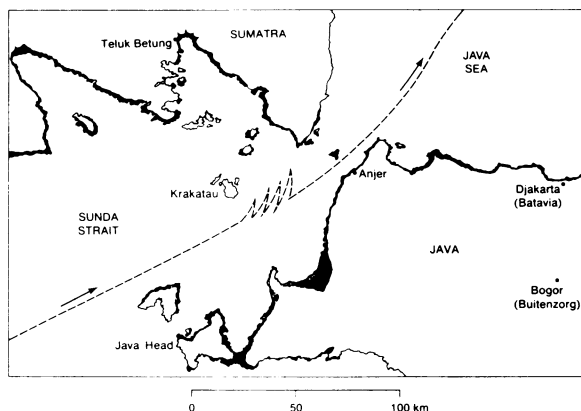 SUMATRA
Teluk Betung
JAVA
SEA
Krakatau
Anjer
Djakarta
(Batavia)
SUNDA
STRAIT
JAVA
Bogor
(Buitenzorg)
Java Head
0 50 100 km